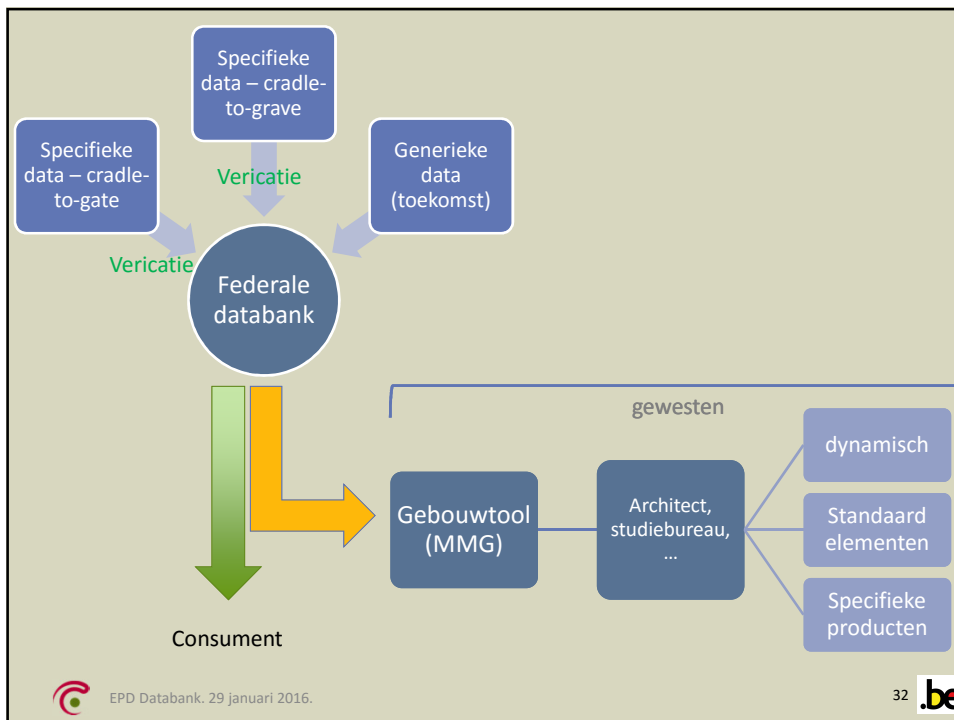 Specifieke
data – cradle-
to-grave
Specifieke
data – cradle-
to-gate
Generieke
data
(toekomst)
Vericatie
Vericatie
Federale
databank
gewesten
dynamisch
Gebouwtool
(MMG)
Architect,
studiebureau,
...
Standaard
elementen
Specifieke
producten
Consument
EPD Databank. 29 januari 2016.
32
.be